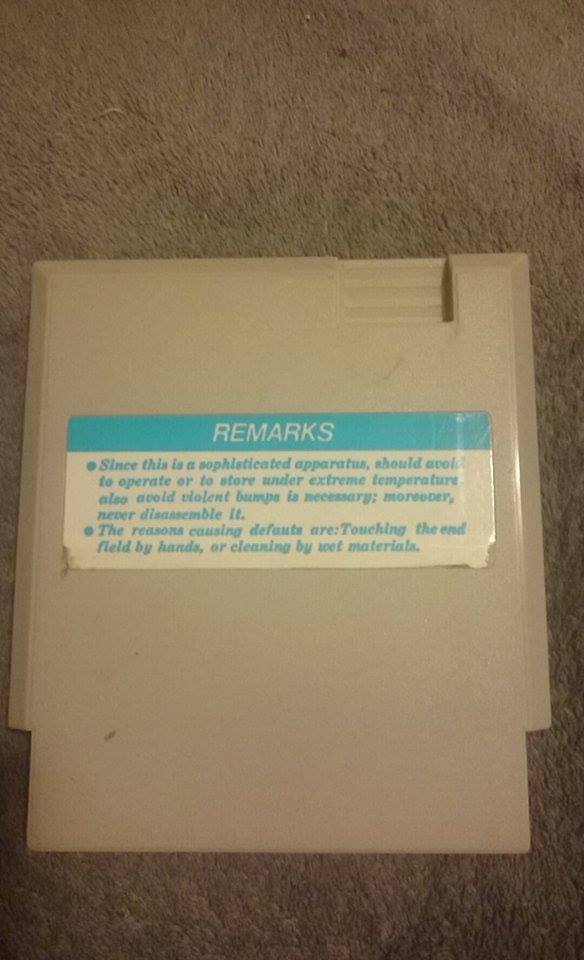 REMARKS
● Since this is a sophisticated apparatus, should avoid
to operate or to store under extreme temperature
also avoid violent bumps is necessary; moreover,
never disassemble it.
● The reasons causing defauts are: Touching the end
field by hands, or cleaning by wet materials.